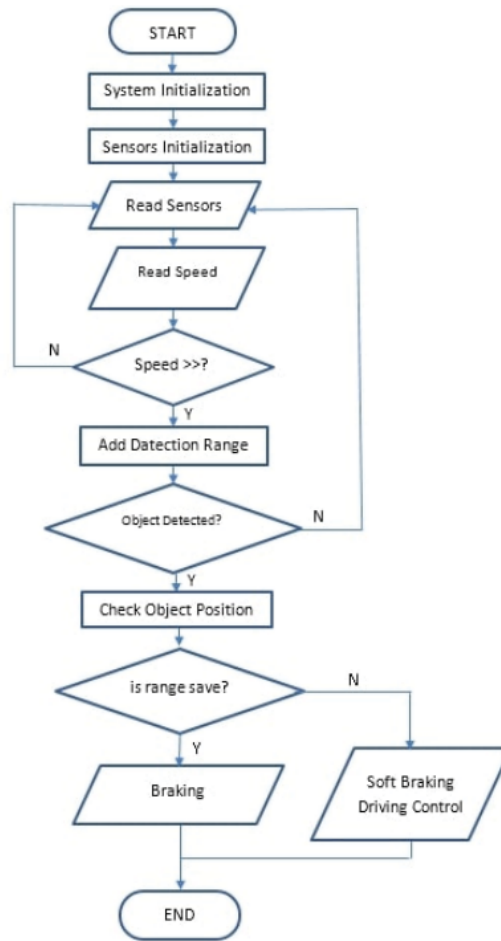 START
System Initialization
Sensors Initialization
Read Sensors
Read Speed
N
Speed >>?
Y
Add Datection Range
Object Detected?
N
Y
Check Object Position
is range save?
N
Y
Braking
Soft Braking
Driving Control
END